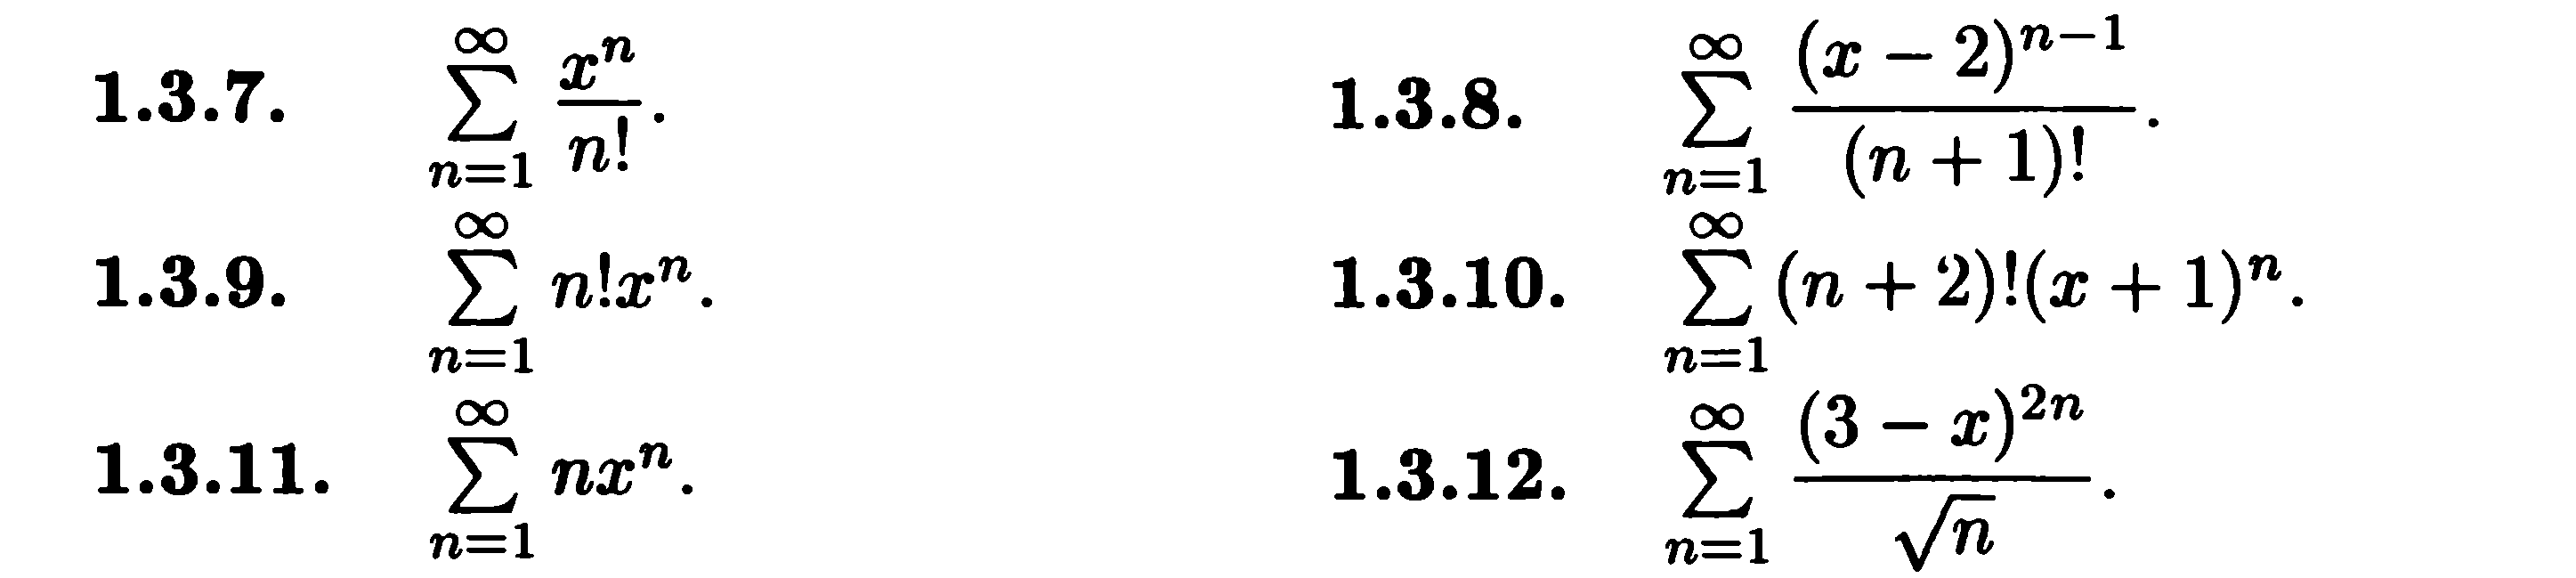 1.3.7. $\sum_{n=1}^{\infty} \frac{x^n}{n!}.$ 1.3.8. $\sum_{n=1}^{\infty} \frac{(x-2)^{n-1}}{(n+1)!}.$
1.3.9. $\sum_{n=1}^{\infty} n!x^n.$ 1.3.10. $\sum_{n=1}^{\infty} (n+2)!(x+1)^n.$
1.3.11. $\sum_{n=1}^{\infty} nx^n.$ 1.3.12. $\sum_{n=1}^{\infty} \frac{(3-x)^{2n}}{\sqrt{n}}.$